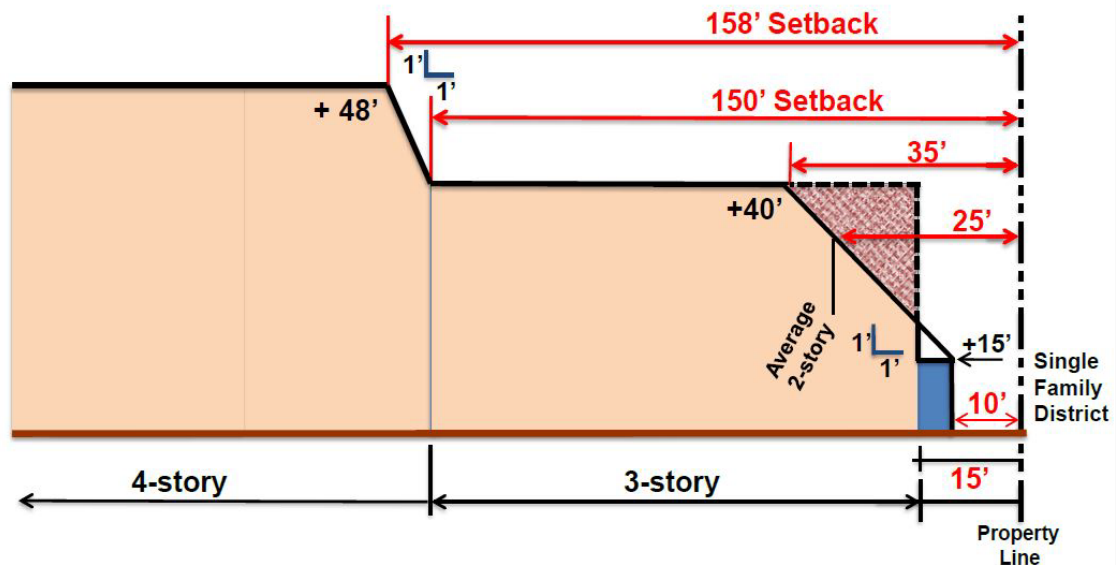 158’ Setback
1’
1’
150’ Setback
+ 48’
35’
+40’
25’
Average
2-story
1’
1’
+15’
Single
Family
District
10’
4-story
3-story
15’
Property
Line